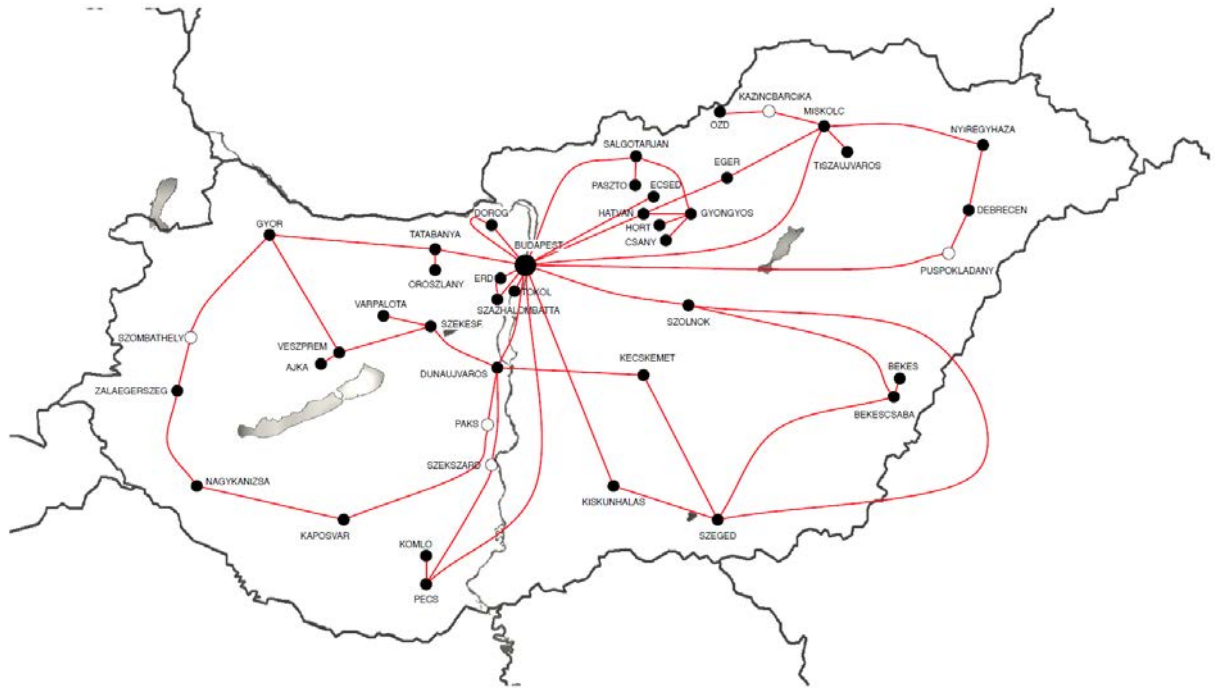 KAZiNCBARCiKA
OZD
MISKOLC
NYiREGYHAZA
SALGOTARJAN
EGER
TiSZAUJVAROS
PASZTO
ECSED
DOROG
HATVAN
GYONGYOS
DEBRECEN
HORT
GYOR
TATABANYA
CSANY
BUDAPEST
PUSPOKLADANY
ERD
OROSZLANY
TOKOL
VARPALOTA
SZAZHALOMBATTA
SZOLNOK
SZEKESF.
SZOMBATHELY
VESZPREM
KECSKEMET
AJKA
BEKES
DUNAUJVAROS
ZALAEGERSZEG
BEKESCSABA
PAKS
SZEKSZARD
NAGYKANIZSA
KISKUNHALAS
KAPOSVAR
SZEGED
KOMLO
PECS